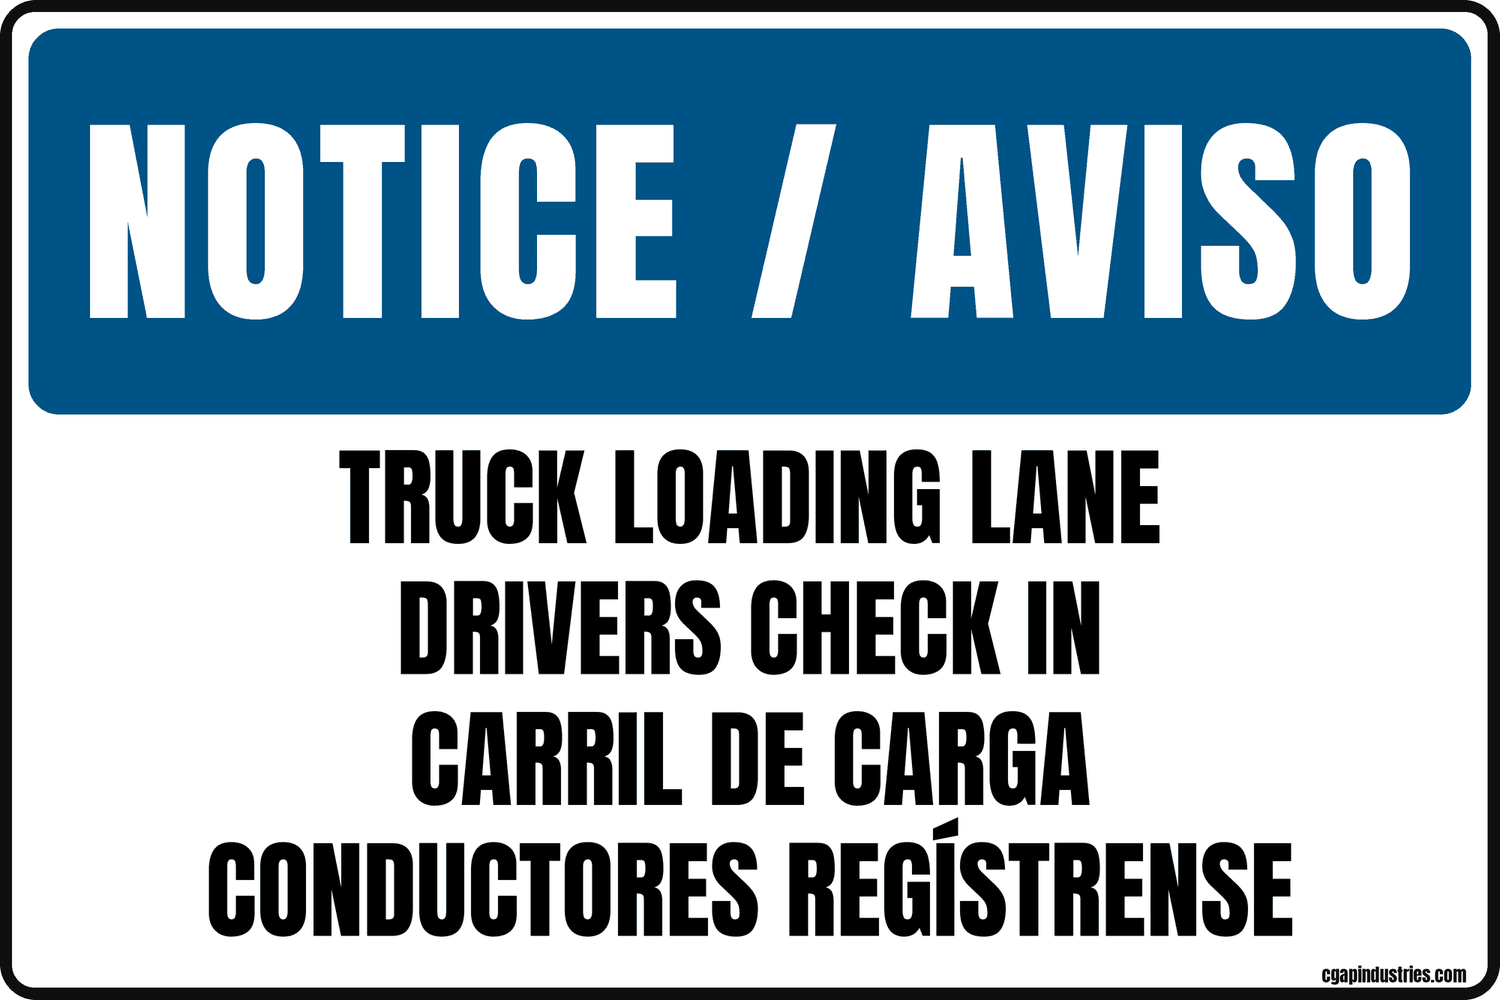 NOTICE / AVISO
TRUCK LOADING LANE
DRIVERS CHECK IN
CARRIL DE CARGA
CONDUCTORES REGÍSTRENSE
cgapindustries.com